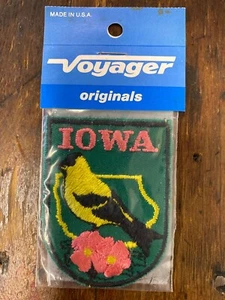 MADE IN U.S.A.
Voyager
originals
IOWA